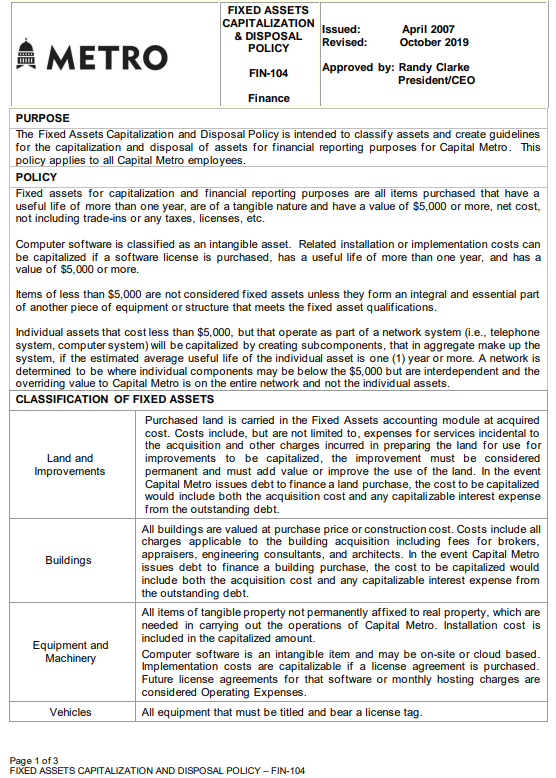 METRO
FIXED ASSETS
CAPITALIZATION
& DISPOSAL
POLICY
FIN-104
Finance
Issued: April 2007
Revised: October 2019
Approved by: Randy Clarke
President/CEO
PURPOSE
The Fixed Assets Capitalization and Disposal Policy is intended to classify assets and create guidelines
for the capitalization and disposal of assets for financial reporting purposes for Capital Metro. This
policy applies to all Capital Metro employees.
POLICY
Fixed assets for capitalization and financial reporting purposes are all items purchased that have a
useful life of more than one year, are of a tangible nature and have a value of $5,000 or more, net cost,
not including trade-ins or any taxes, licenses, etc.
Computer software is classified as an intangible asset. Related installation or implementation costs can
be capitalized if a software license is purchased, has a useful life of more than one year, and has a
value of $5,000 or more.
Items of less than $5,000 are not considered fixed assets unless they form an integral and essential part
of another piece of equipment or structure that meets the fixed asset qualifications.
Individual assets that cost less than $5,000, but that operate as part of a network system (i.e., telephone
system, computer system) will be capitalized by creating subcomponents, that in aggregate make up the
system, if the estimated average useful life of the individual asset is one (1) year or more. A network is
determined to be where individual components may be below the $5,000 but are interdependent and the
overriding value to Capital Metro is on the entire network and not the individual assets.
CLASSIFICATION OF FIXED ASSETS
Land and
Improvements
Purchased land is carried in the Fixed Assets accounting module at acquired
cost. Costs include, but are not limited to, expenses for services incidental to
the acquisition and other charges incurred in preparing the land for use for
improvements to be capitalized, the improvement must be considered
permanent and must add value or improve the use of the land. In the event
Capital Metro issues debt to finance a land purchase, the cost to be capitalized
would include both the acquisition cost and any capitalizable interest expense
from the outstanding debt.
Buildings
All buildings are valued at purchase price or construction cost. Costs include all
charges applicable to the building acquisition including fees for brokers,
appraisers, engineering consultants, and architects. In the event Capital Metro
issues debt to finance a building purchase, the cost to be capitalized would
include both the acquisition cost and any capitalizable interest expense from
the outstanding debt.
Equipment and
Machinery
All items of tangible property not permanently affixed to real property, which are
needed in carrying out the operations of Capital Metro. Installation cost is
included in the capitalized amount.
Computer software is an intangible item and may be on-site or cloud based.
Implementation costs are capitalizable if a license agreement is purchased.
Future license agreements for that software or monthly hosting charges are
considered Operating Expenses.
Vehicles
All equipment that must be titled and bear a license tag.
Page 1 of 3
FIXED ASSETS CAPITALIZATION AND DISPOSAL POLICY – FIN-104